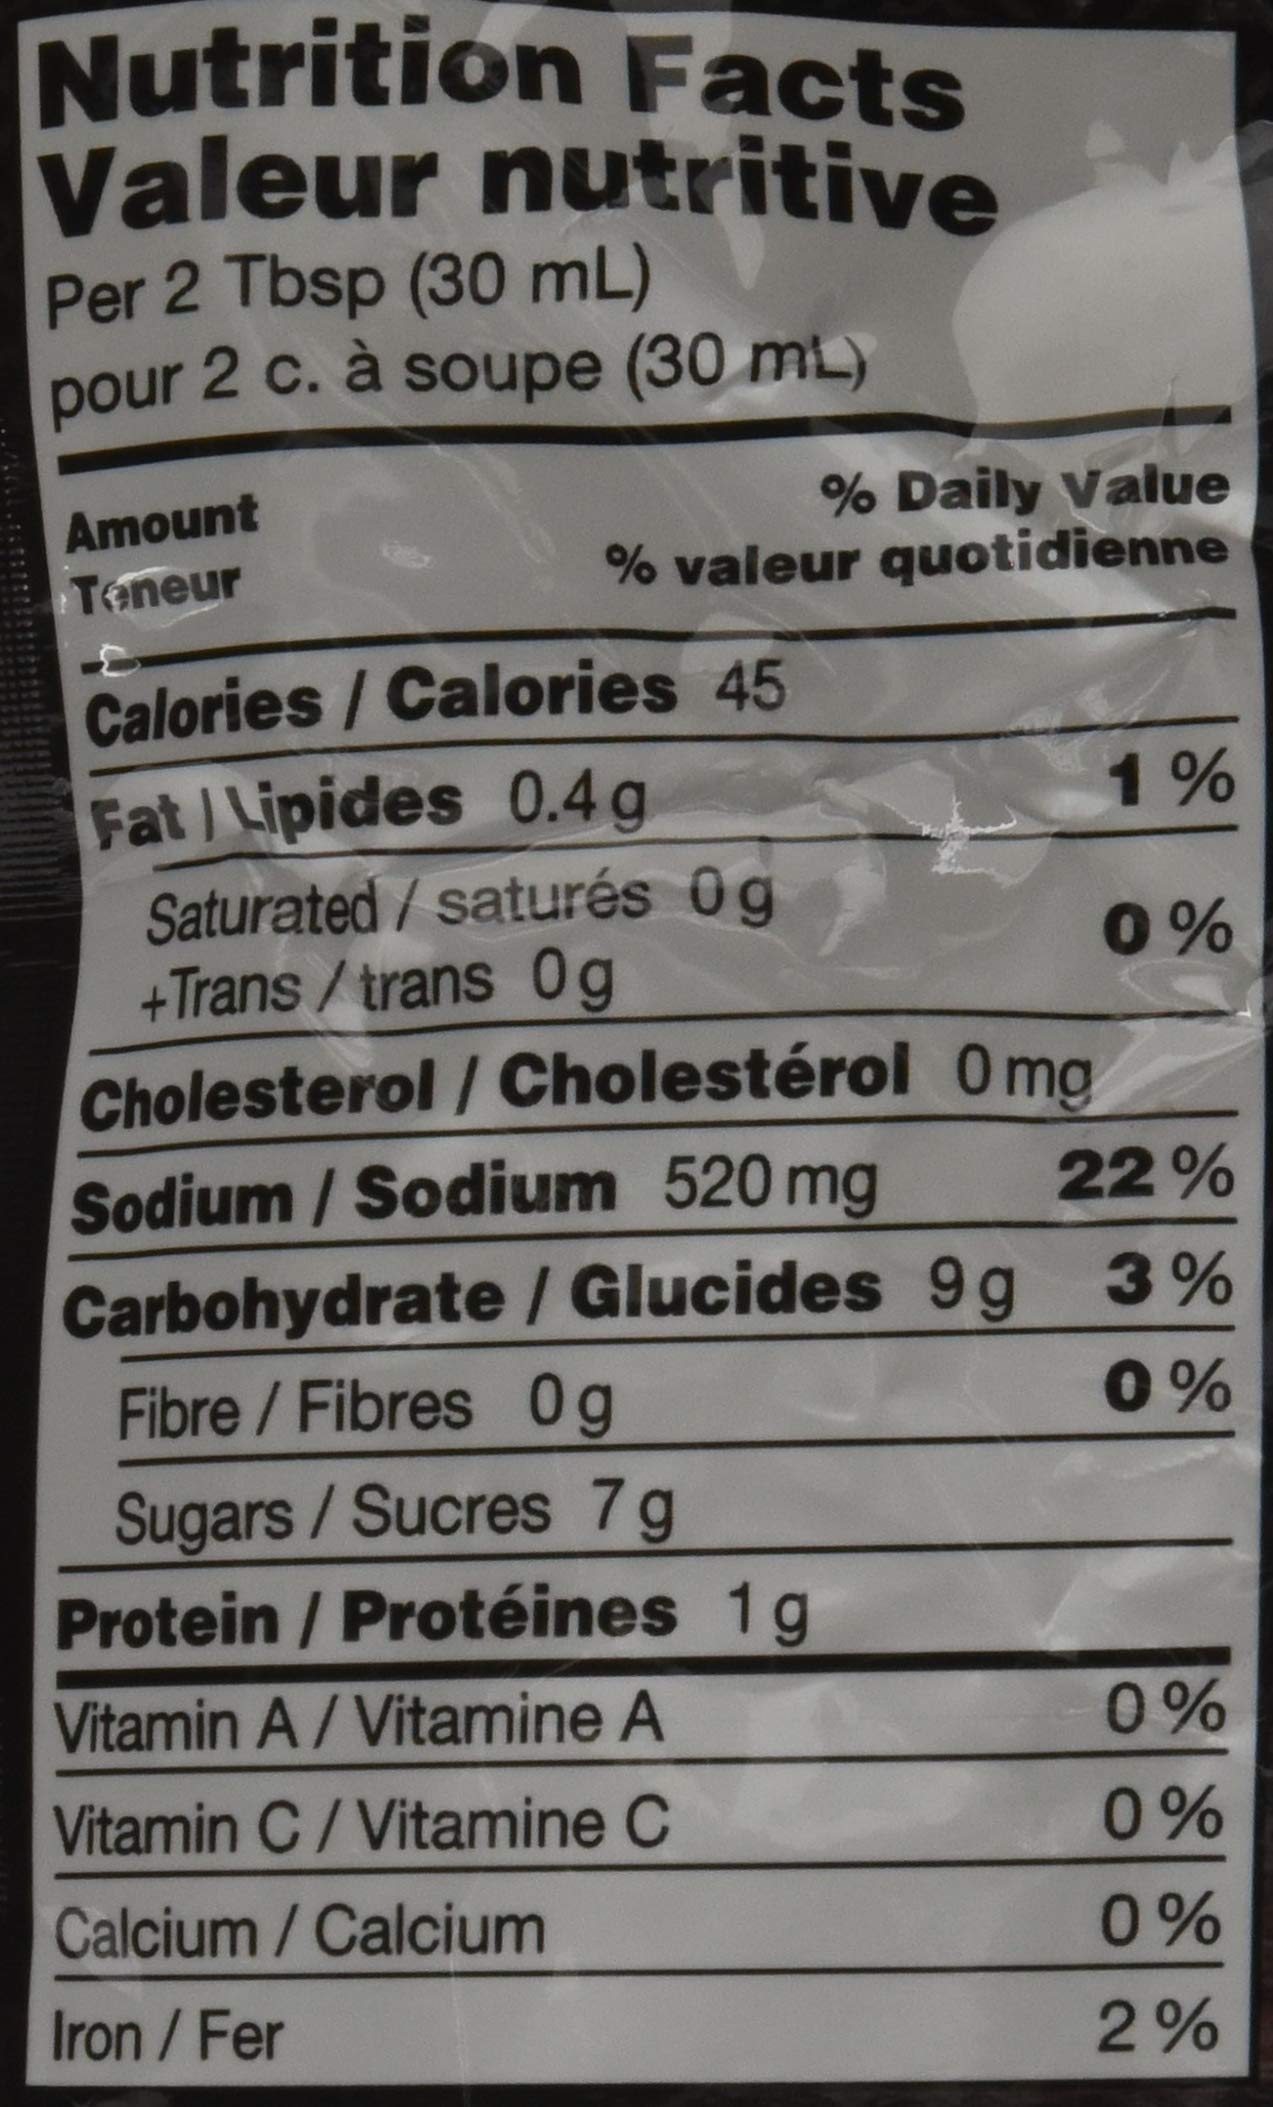 Nutrition Facts
Valeur nutritive
Per 2 Tbsp (30 mL)
pour 2 c. à soupe (30 mL)
Amount % Daily Value
Teneur % valeur quotidienne
Calories / Calories 45
Fat / Lipides 0.4 g 1 %
Saturated / saturés 0 g 0 %
+Trans / trans 0 g
Cholesterol / Cholestérol 0 mg
Sodium / Sodium 520 mg 22 %
Carbohydrate / Glucides 9 g 3 %
Fibre / Fibres 0 g 0 %
Sugars / Sucres 7 g
Protein / Protéines 1 g
Vitamin A / Vitamine A 0 %
Vitamin C / Vitamine C 0 %
Calcium / Calcium 0 %
Iron / Fer 2 %